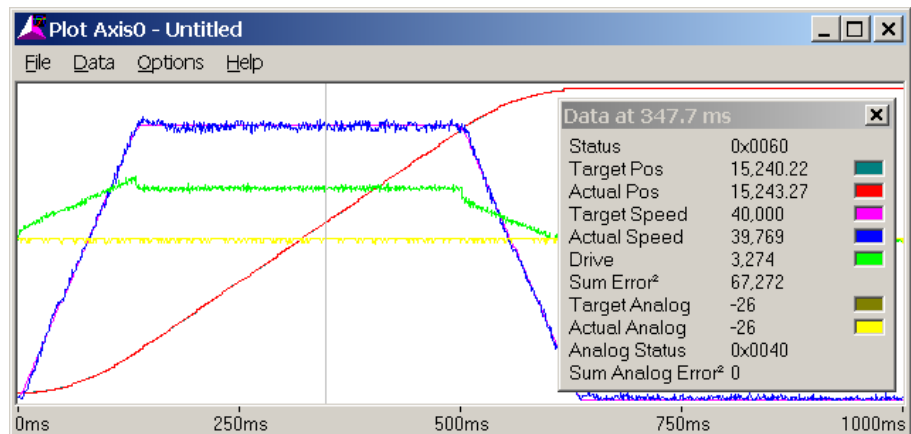 Plot Axis0 - Untitled
File Data Options Help
Data at 347.7 ms
Status 0x0060
Target Pos 15,240.22
Actual Pos 15,243.27
Target Speed 40,000
Actual Speed 39,769
Drive 3,274
Sum Error² 67,272
Target Analog -26
Actual Analog -26
Analog Status 0x0040
Sum Analog Error² 0
0ms 250ms 500ms 750ms 1000ms